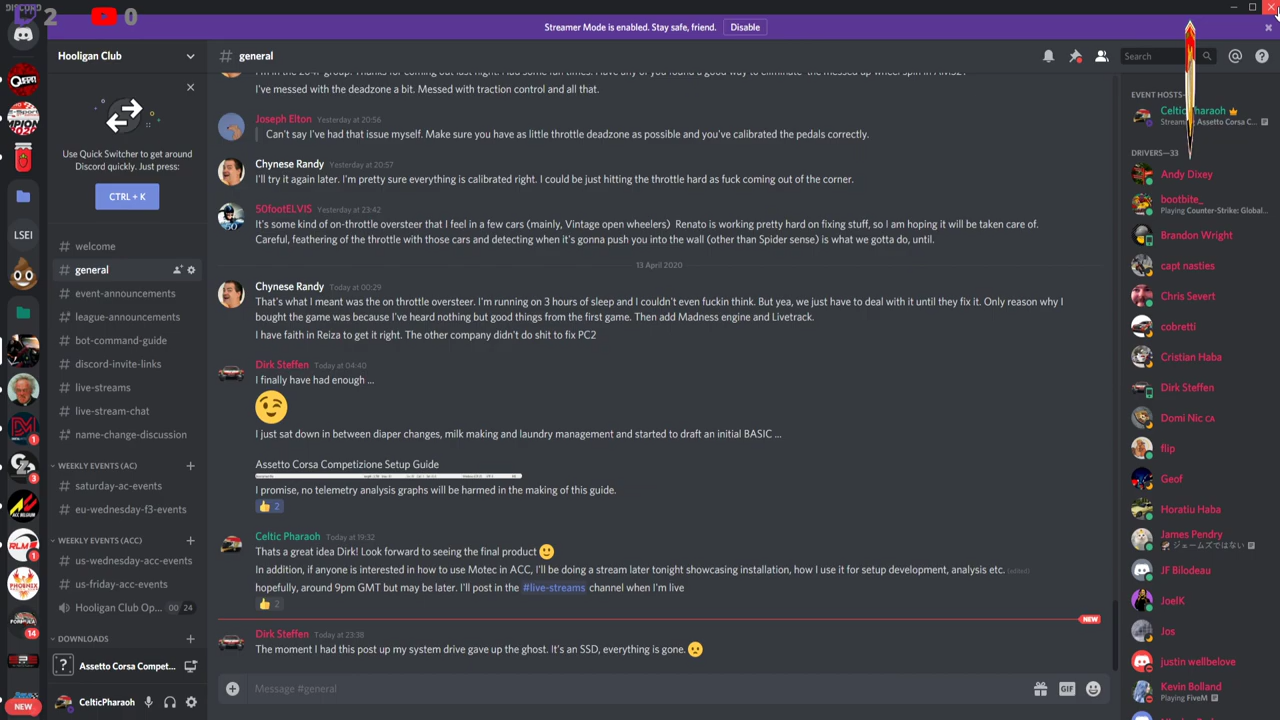 DISCORD
2
0
Streamer Mode is enabled. Stay safe, friend.
Disable
Hooligan Club
general
Search
Use Quick Switcher to get around
Discord quickly. Just press:
CTRL + K
welcome
general
event-announcements
league-announcements
bot-command-guide
discord-invite-links
live-streams
live-stream-chat
name-change-discussion
WEEKLY EVENTS (AC)
saturday-ac-events
eu-wednesday-f3-events
WEEKLY EVENTS (ACC)
us-wednesday-acc-events
us-friday-acc-events
Hooligan Club Op... 00 24
DOWNLOADS
Assetto Corsa Compet...
CelticPharaoh
LSEI
1
3
1
14
NEW
I've messed with the deadzone a bit. Messed with traction control and all that.
Joseph Elton Yesterday at 20:56
Can't say I've had that issue myself. Make sure you have as little throttle deadzone as possible and you've calibrated the pedals correctly.
Chynese Randy Yesterday at 20:57
I'll try it again later. I'm pretty sure everything is calibrated right. I could be just hitting the throttle hard as fuck coming out of the corner.
50footELVIS Yesterday at 23:42
It's some kind of on-throttle oversteer that I feel in a few cars (mainly, Vintage open wheelers) Renato is working pretty hard on fixing stuff, so I am hoping it will be taken care of.
Careful, feathering of the throttle with those cars and detecting when it's gonna push you into the wall (other than Spider sense) is what we gotta do, until.
13 April 2020
Chynese Randy Today at 00:29
That's what I meant was the on throttle oversteer. I'm running on 3 hours of sleep and I couldn't even fuckin think. But yea, we just have to deal with it until they fix it. Only reason why I
bought the game was because I've heard nothing but good things from the first game. Then add Madness engine and Livetrack.
I have faith in Reiza to get it right. The other company didn't do shit to fix PC2
Dirk Steffen Today at 04:40
I finally have had enough ...
I just sat down in between diaper changes, milk making and laundry management and started to draft an initial BASIC ...
Assetto Corsa Competizione Setup Guide
I promise, no telemetry analysis graphs will be harmed in the making of this guide.
2
Celtic Pharaoh Today at 19:32
Thats a great idea Dirk! Look forward to seeing the final product
In addition, if anyone is interested in how to use Motec in ACC, I'll be doing a stream later tonight showcasing installation, how I use it for setup development, analysis etc. (edited)
hopefully, around 9pm GMT but may be later. I'll post in the #live-streams channel when I'm live
2
NEW
Dirk Steffen Today at 23:38
The moment I had this post up my system drive gave up the ghost. It's an SSD, everything is gone.
Message #general
GIF
EVENT HOSTS
Celtic Pharaoh
Assetto Corsa C...
DRIVERS—33
Andy Dixey
bootbite_
Playing Counter-Strike: Global...
Brandon Wright
capt nasties
Chris Severt
cobretti
Cristian Haba
Dirk Steffen
Domi Nic CA
flip
Geof
Horatiu Haba
James Pendry
ジェームズではない
JF Bilodeau
JoelK
Jos
justin wellbelove
Kevin Bolland
Playing FiveM